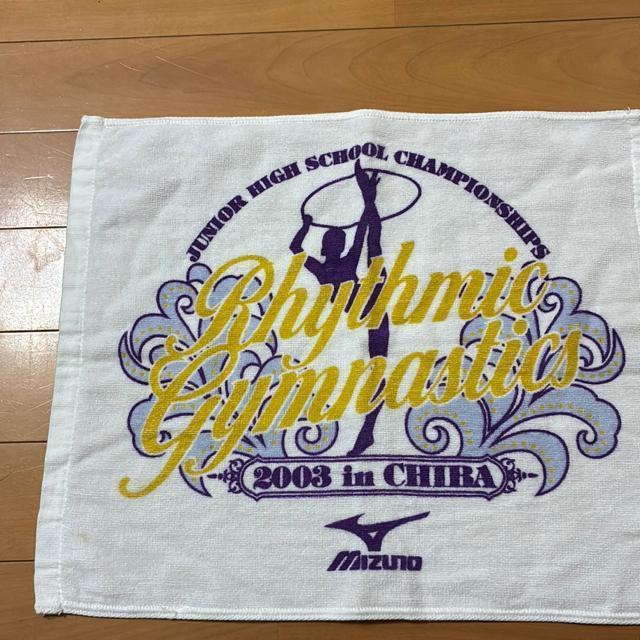 JUNIOR HIGH SCHOOL CHAMPIONSHIPS
Rhythmic
Gymnastics
2003 in CHIBA
MIZUNO